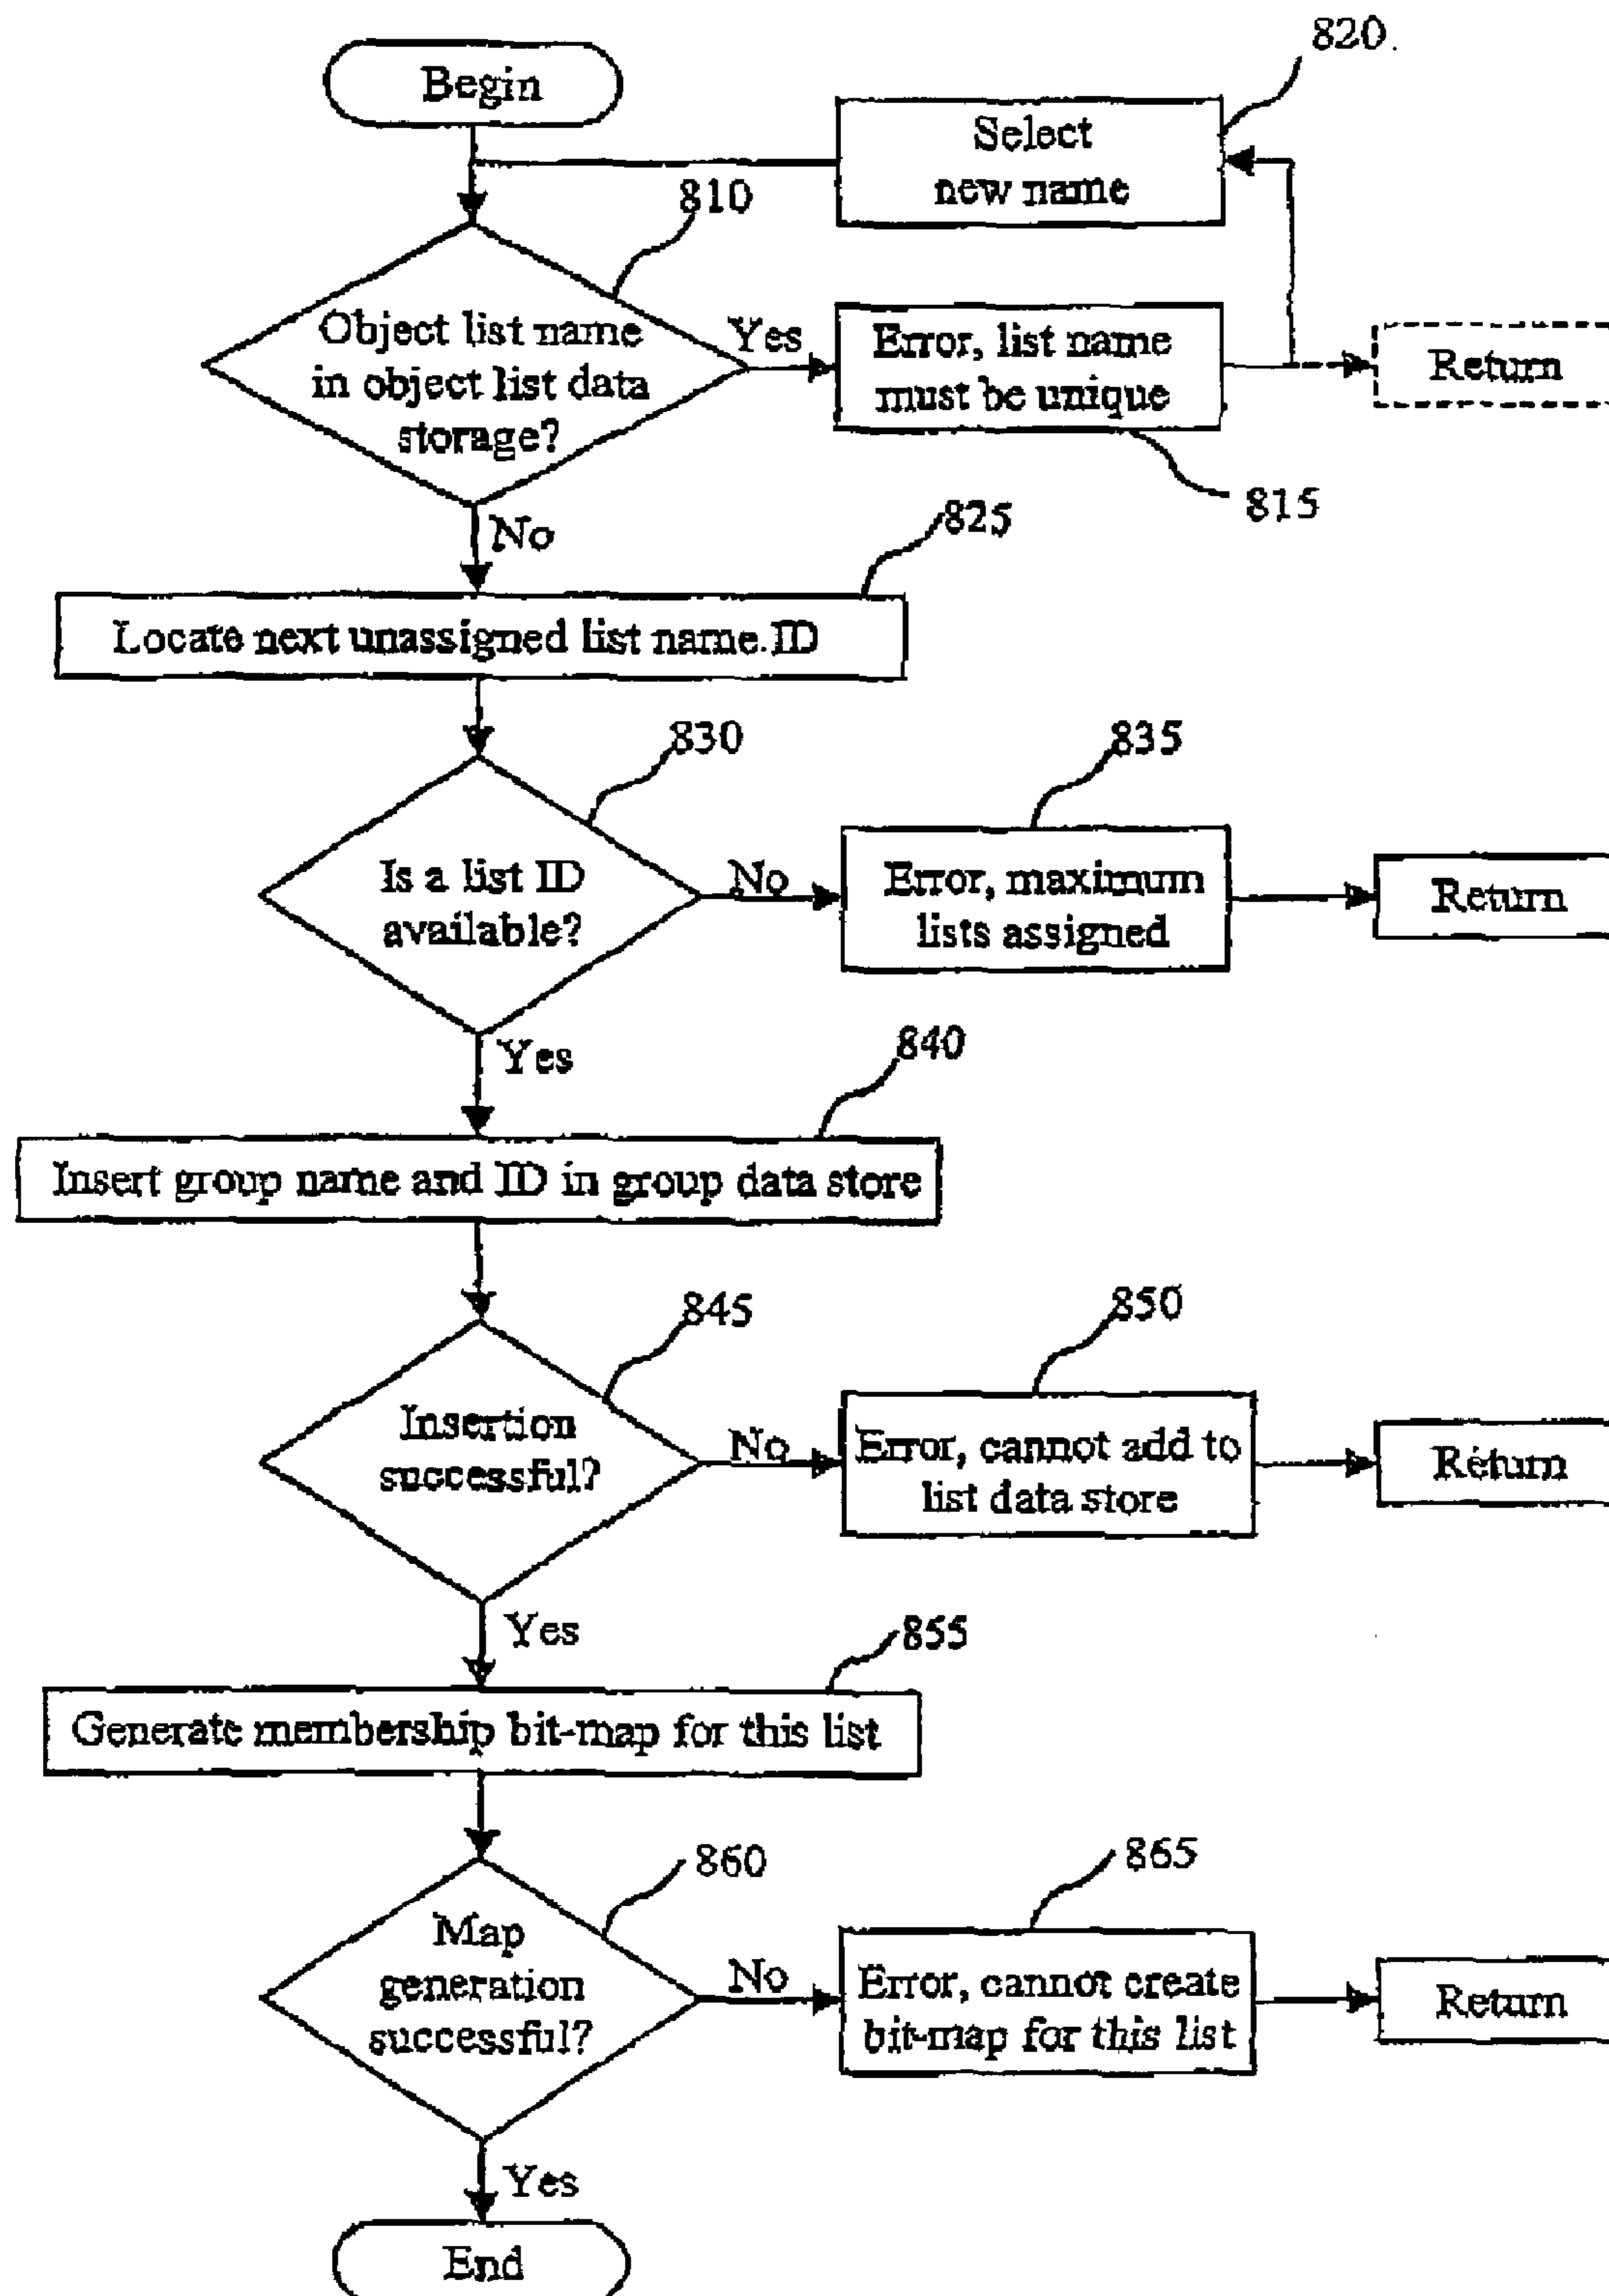 Begin
820.
Select
new name
810
Object list name
in object list data
storage?
Yes
Error, list name
must be unique
Return
815
No
825
Locate next unassigned list name.ID
830
Is a list ID
available?
No
835
Error, maximum
lists assigned
Return
Yes
840
Insert group name and ID in group data store
845
Insertion
successful?
No
850
Error, cannot add to
list data store
Return
Yes
855
Generate membership bit-map for this list
860
Map
generation
successful?
No
865
Error, cannot create
bit-map for this list
Return
Yes
End